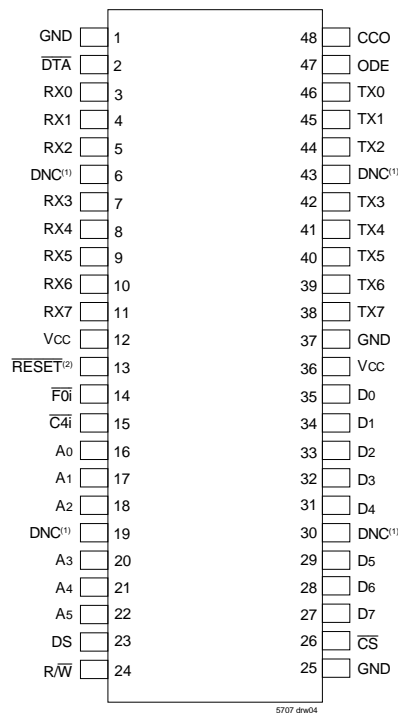 GND 1 48 CCO
D̅T̅A̅ 2 47 ODE
RX0 3 46 TX0
RX1 4 45 TX1
RX2 5 44 TX2
DNC(1) 6 43 DNC(1)
RX3 7 42 TX3
RX4 8 41 TX4
RX5 9 40 TX5
RX6 10 39 TX6
RX7 11 38 TX7
VCC 12 37 GND
R̅E̅S̅E̅T̅(2) 13 36 VCC
F̅0̅i̅ 14 35 D0
C̅4̅i̅ 15 34 D1
A0 16 33 D2
A1 17 32 D3
A2 18 31 D4
DNC(1) 19 30 DNC(1)
A3 20 29 D5
A4 21 28 D6
A5 22 27 D7
DS 23 26 C̅S̅
R/W̅ 24 25 GND
5707 drw04